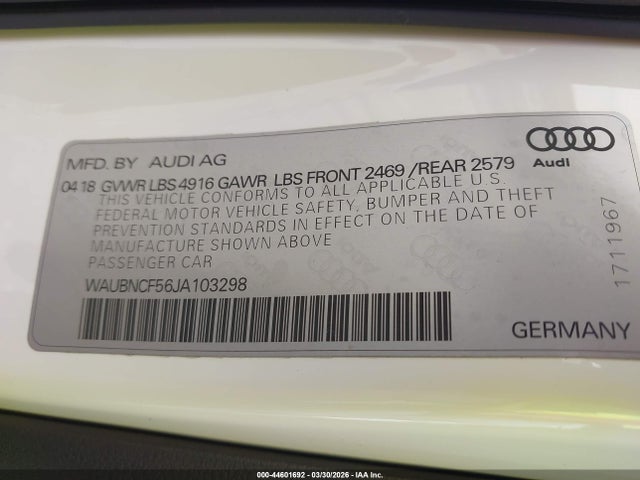 MFD. BY AUDI AG
Audi
04 18 GVWR LBS 4916 GAWR LBS FRONT 2469 /REAR 2579
THIS VEHICLE CONFORMS TO ALL APPLICABLE U.S.
FEDERAL MOTOR VEHICLE SAFETY, BUMPER AND THEFT
PREVENTION STANDARDS IN EFFECT ON THE DATE OF
MANUFACTURE SHOWN ABOVE
PASSENGER CAR
WAUBNCF56JA103298
1711967
GERMANY
000-44601692 - 03/30/2026 - IAA Inc.